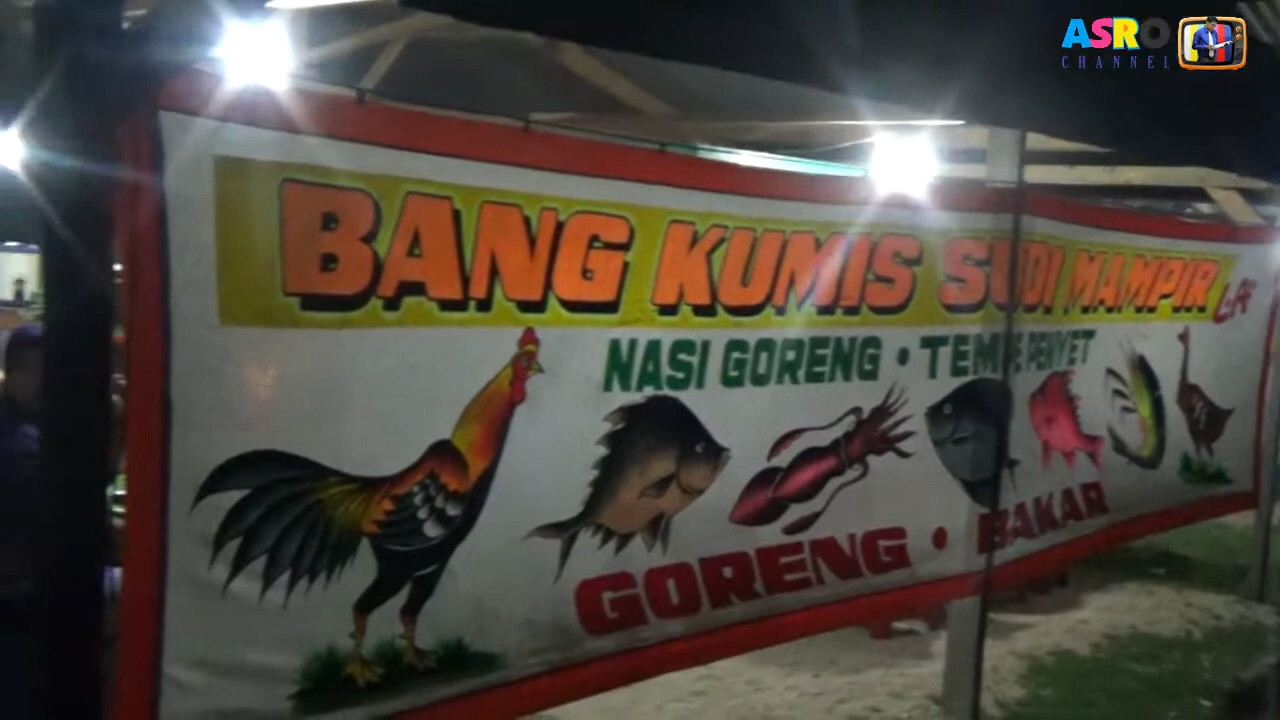 ASRO
CHANNEL
BANG KUMIS SUDI MAMPIR
NASI GORENG • TEMPE PENYET
GORENG • BAKAR